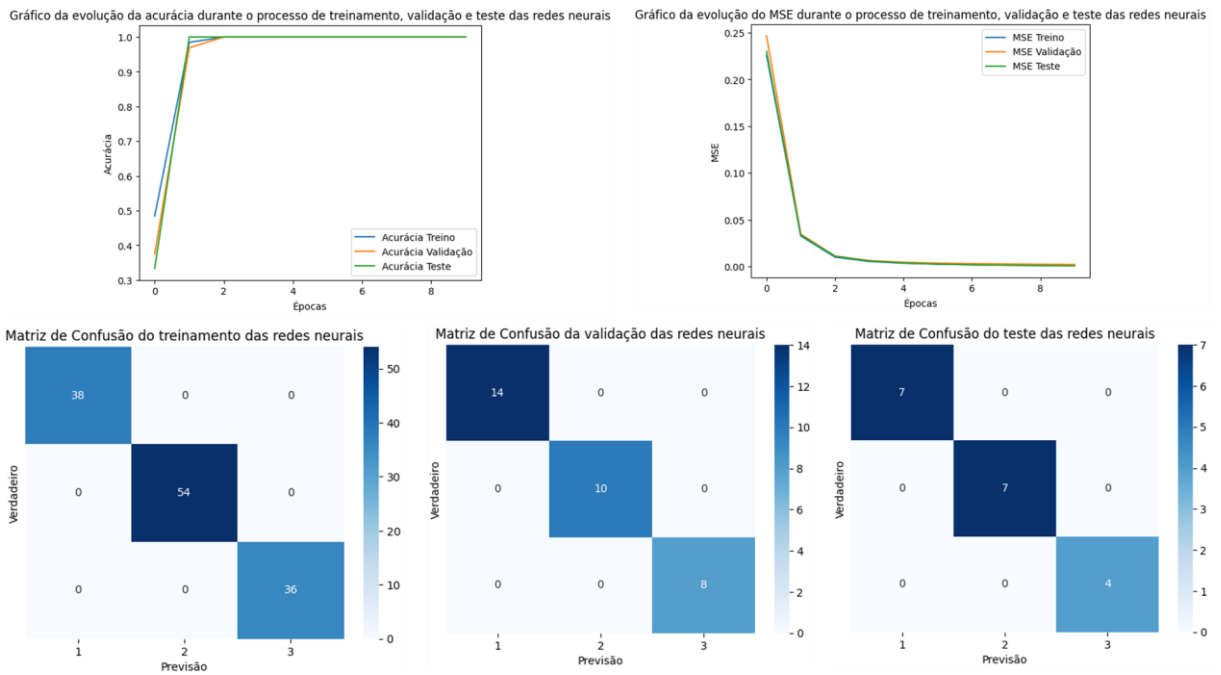 Gráfico da evolução da acurácia durante o processo de treinamento, validação e teste das redes neurais
1.0
0.9
0.8
0.7
0.6
0.5
0.4
0.3
Acurácia
Acurácia Treino
Acurácia Validação
Acurácia Teste
0 2 4 6 8
Épocas
Gráfico da evolução do MSE durante o processo de treinamento, validação e teste das redes neurais
0.25
0.20
0.15
0.10
0.05
0.00
MSE
MSE Treino
MSE Validação
MSE Teste
0 2 4 6 8
Épocas
Matriz de Confusão do treinamento das redes neurais
Verdadeiro
38 0 0
0 54 0
0 0 36
1 2 3
Previsão
50
40
30
20
10
0
Matriz de Confusão da validação das redes neurais
Verdadeiro
14 0 0
0 10 0
0 0 8
1 2 3
Previsão
14
12
10
8
6
4
2
0
Matriz de Confusão do teste das redes neurais
Verdadeiro
7 0 0
0 7 0
0 0 4
1 2 3
Previsão
7
6
5
4
3
2
1
0